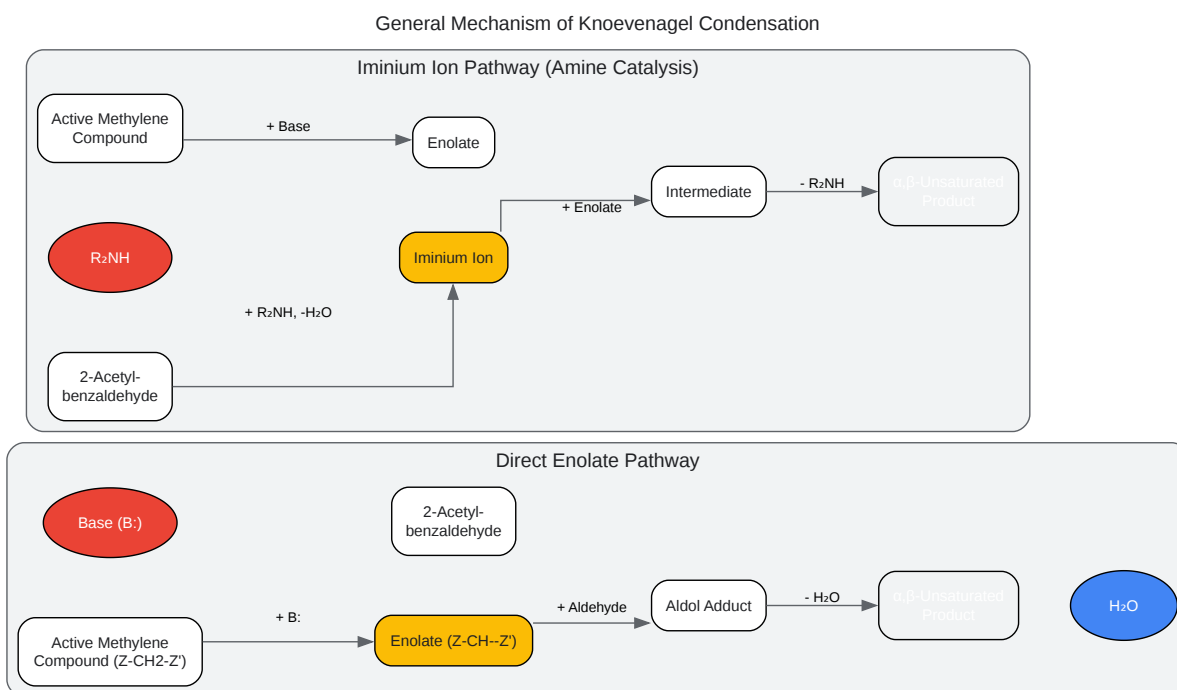 General Mechanism of Knoevenagel Condensation
Iminium Ion Pathway (Amine Catalysis)
Active Methylene
Compound
+ Base
Enolate
Intermediate
- R₂NH
α,β-Unsaturated
Product
+ Enolate
R₂NH
Iminium Ion
+ R₂NH, -H₂O
2-Acetyl-
benzaldehyde
Direct Enolate Pathway
Base (B:)
2-Acetyl-
benzaldehyde
Active Methylene
Compound (Z-CH2-Z')
+ B:
Enolate (Z-CH--Z')
+ Aldehyde
Aldol Adduct
- H₂O
α,β-Unsaturated
Product
H₂O